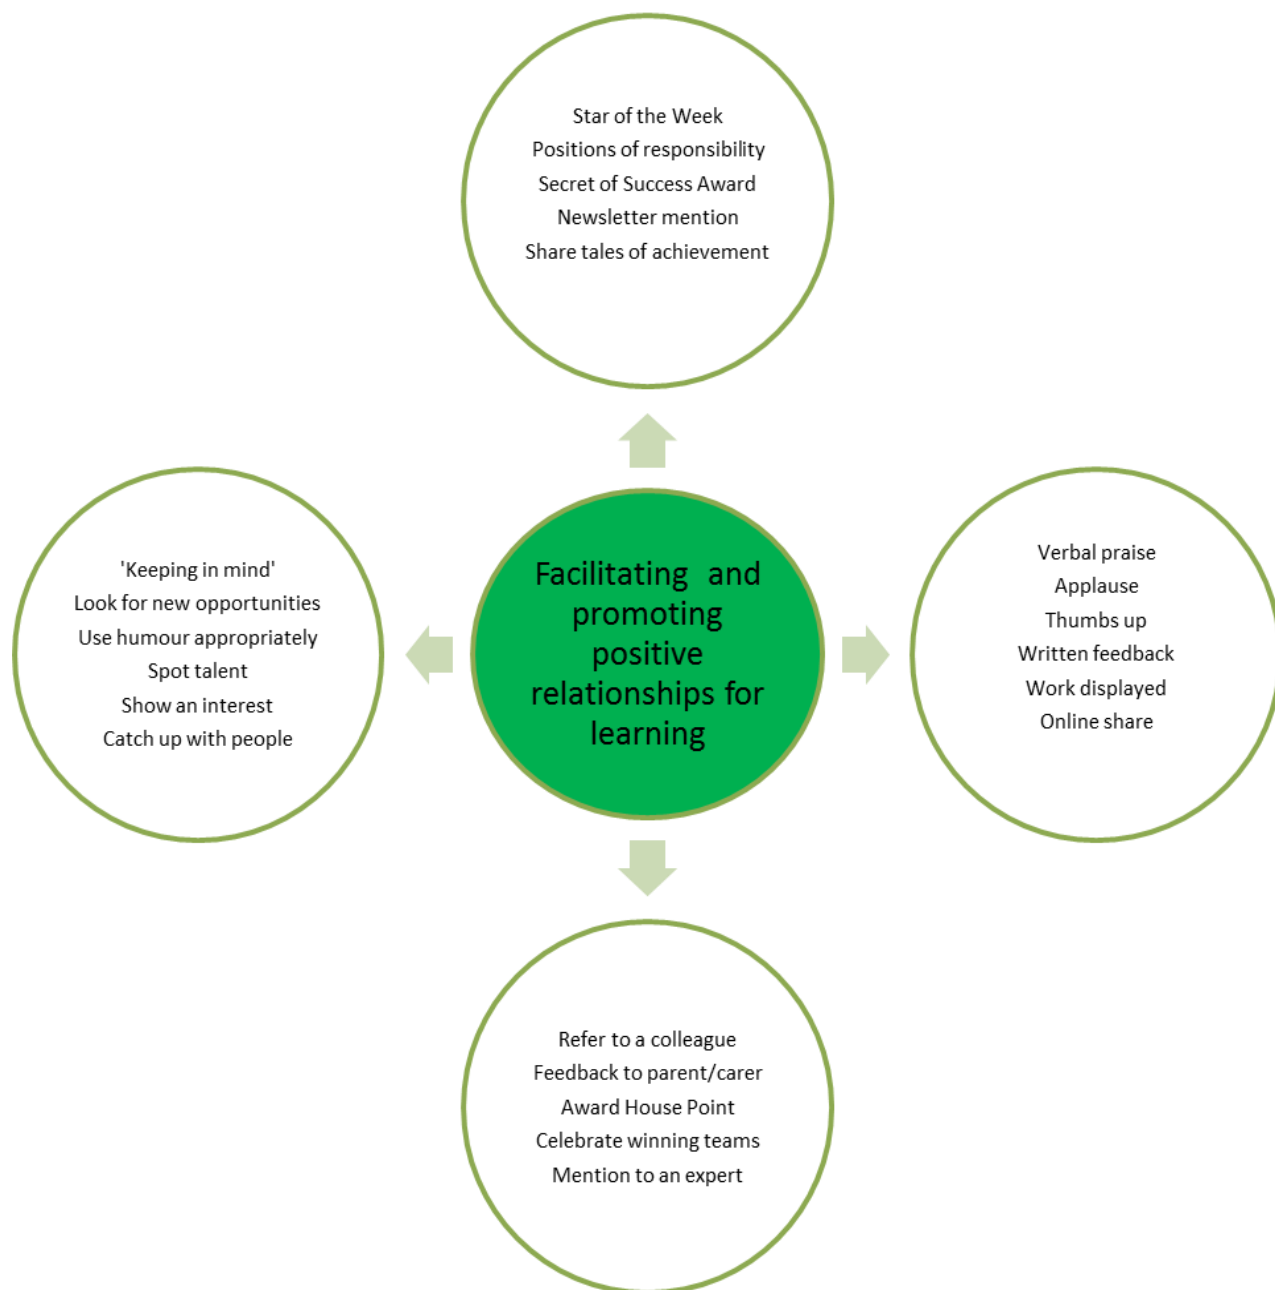 Star of the Week
Positions of responsibility
Secret of Success Award
Newsletter mention
Share tales of achievement
'Keeping in mind'
Look for new opportunities
Use humour appropriately
Spot talent
Show an interest
Catch up with people
Facilitating and
promoting
positive
relationships for
learning
Verbal praise
Applause
Thumbs up
Written feedback
Work displayed
Online share
Refer to a colleague
Feedback to parent/carer
Award House Point
Celebrate winning teams
Mention to an expert